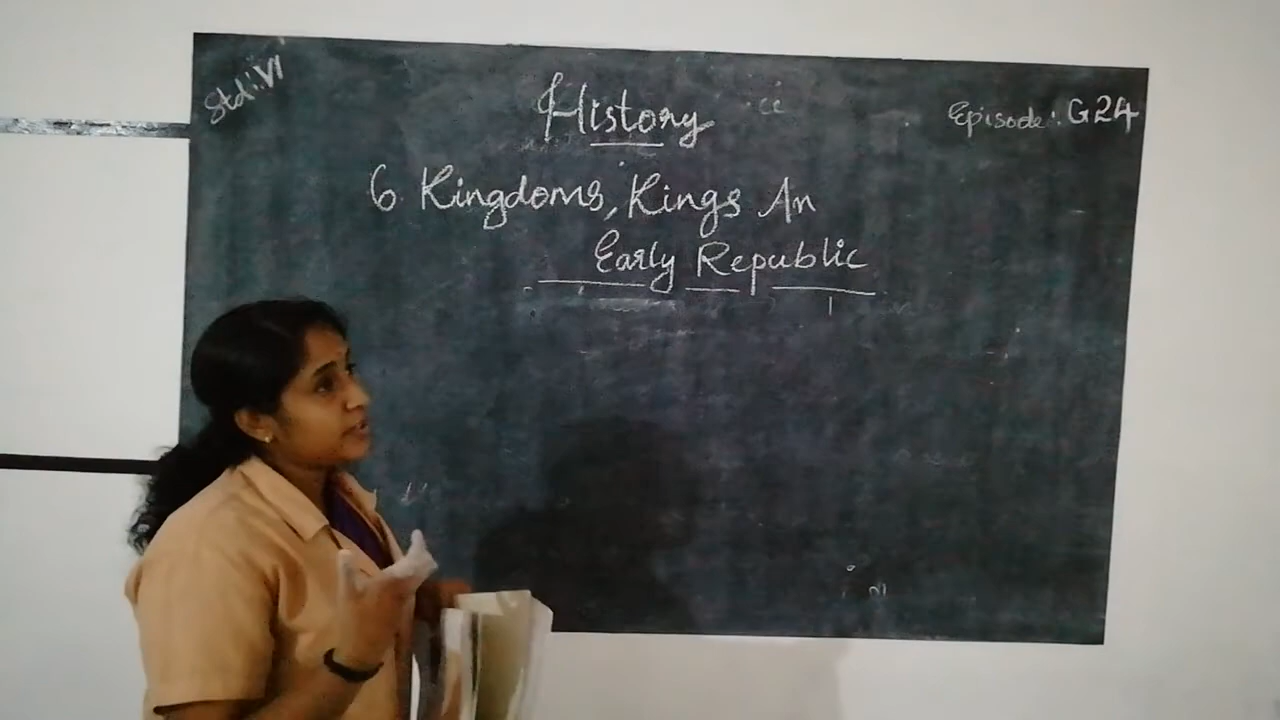 Std: VI
History
Episode: G24
6 Kingdoms, Kings An
Early Republic